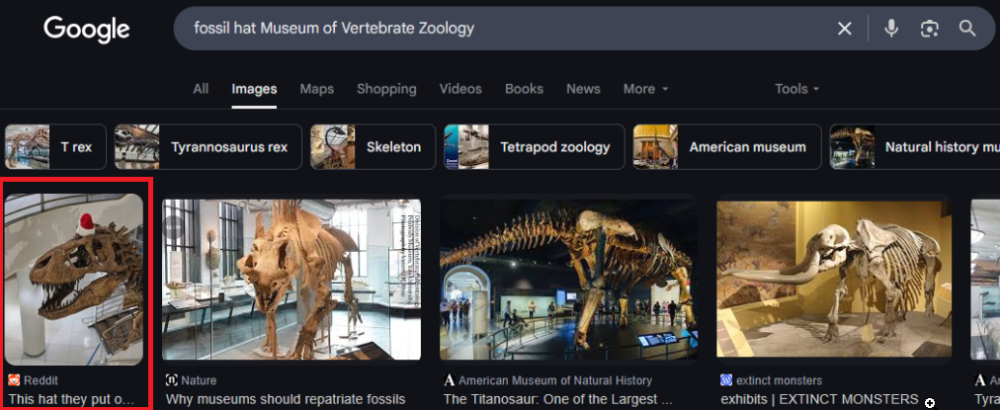 Google
fossil hat Museum of Vertebrate Zoology
All Images Maps Shopping Videos Books News More Tools
T rex
Tyrannosaurus rex
Skeleton
Tetrapod zoology
American museum
Natural history mu
Reddit
This hat they put o...
Nature
Why museums should repatriate fossils
American Museum of Natural History
The Titanosaur: One of the Largest ...
extinct monsters
exhibits | EXTINCT MONSTERS
Tyra